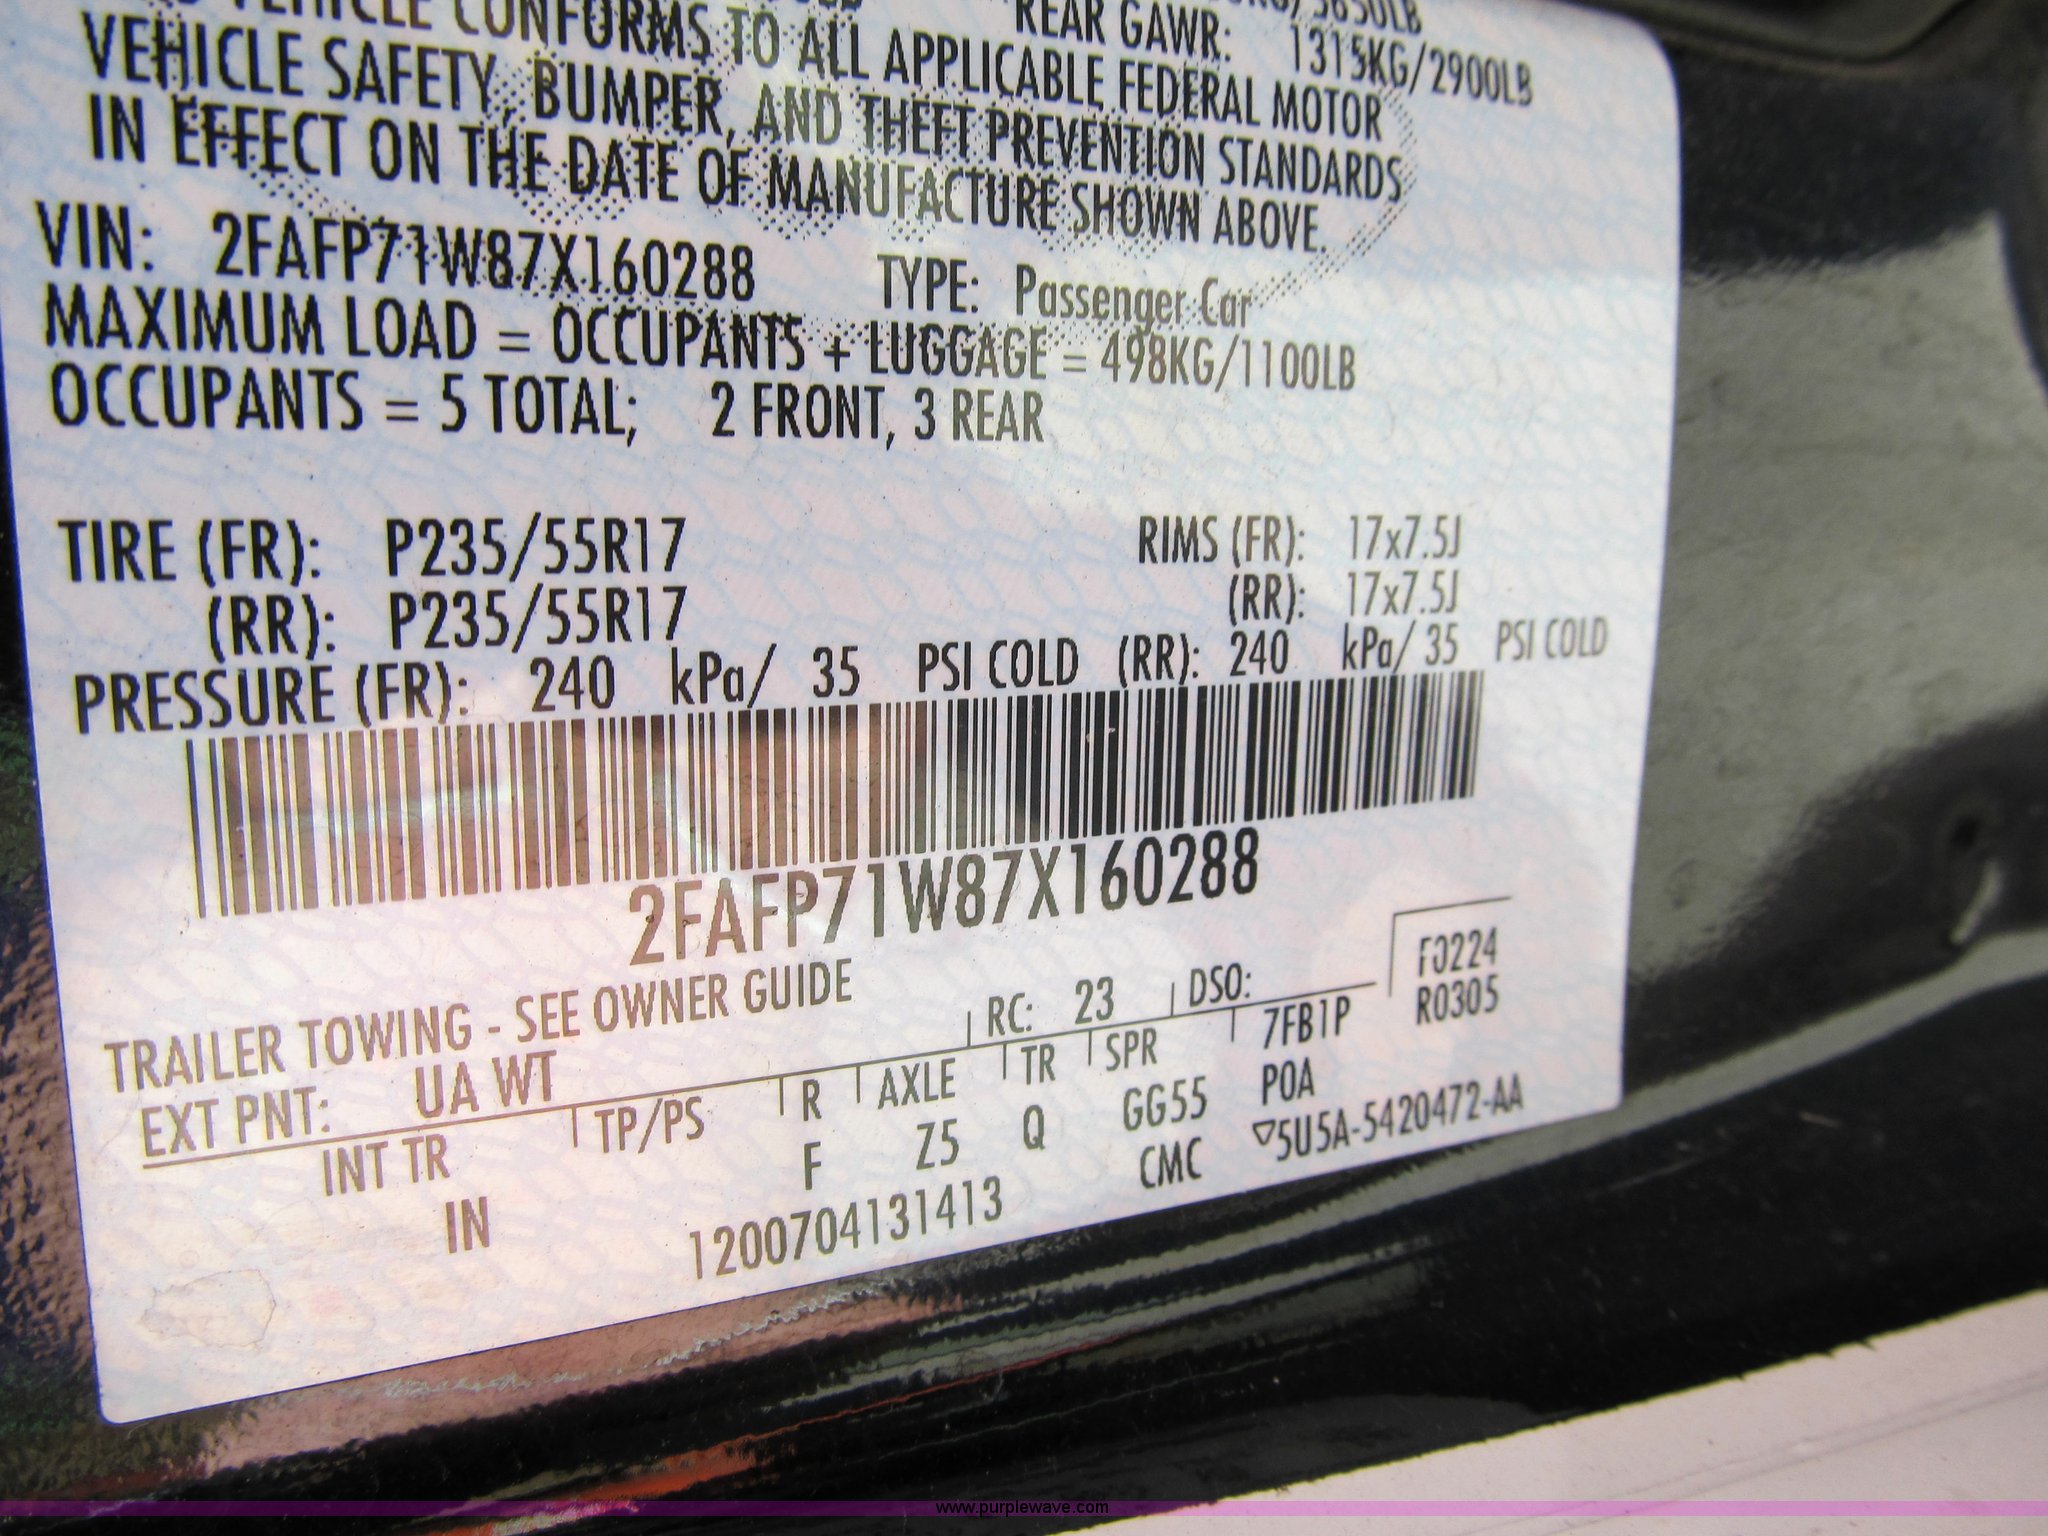 REAR GAWR: 1315KG/2900LB
VEHICLE CONFORMS TO ALL APPLICABLE FEDERAL MOTOR
VEHICLE SAFETY, BUMPER, AND THEFT PREVENTION STANDARDS
IN EFFECT ON THE DATE OF MANUFACTURE SHOWN ABOVE.
VIN: 2FAFP71W87X160288 TYPE: Passenger Car
MAXIMUM LOAD = OCCUPANTS + LUGGAGE = 498KG/1100LB
OCCUPANTS = 5 TOTAL; 2 FRONT, 3 REAR
TIRE (FR): P235/55R17 RIMS (FR): 17x7.5J
(RR): P235/55R17 (RR): 17x7.5J
PRESSURE (FR): 240 kPa/ 35 PSI COLD (RR): 240 kPa/ 35 PSI COLD
2FAFP71W87X160288
TRAILER TOWING - SEE OWNER GUIDE
F0224
R0305
EXT PNT: UA WT RC: 23 DSO:
INT TR TP/PS R AXLE TR SPR 7FB1P
IN F Z5 Q GG55 POA
1200704131413 CMC ▽5U5A-5420472-AA
www.purplewave.com